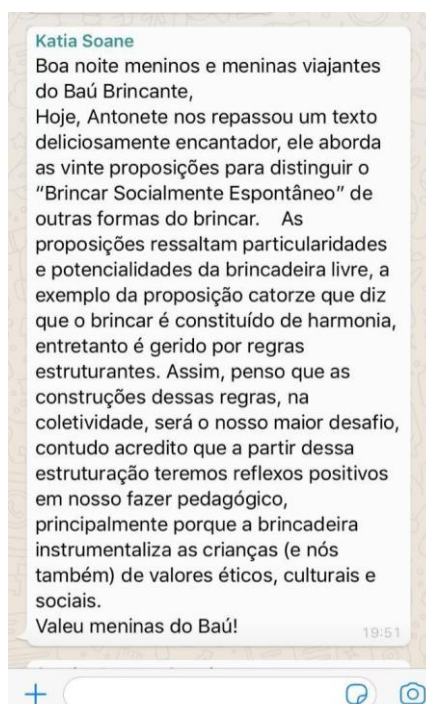 Katia Soane
Boa noite meninos e meninas viajantes
do Baú Brincante,
Hoje, Antonete nos repassou um texto
deliciosamente encantador, ele aborda
as vinte proposições para distinguir o
“Brincar Socialmente Espontâneo” de
outras formas do brincar. As
proposições ressaltam particularidades
e potencialidades da brincadeira livre, a
exemplo da proposição catorze que diz
que o brincar é constituído de harmonia,
entretanto é gerido por regras
estruturantes. Assim, penso que as
construções dessas regras, na
coletividade, será o nosso maior desafio,
contudo acredito que a partir dessa
estruturação teremos reflexos positivos
em nosso fazer pedagógico,
principalmente porque a brincadeira
instrumentaliza as crianças (e nós
também) de valores éticos, culturais e
sociais.
Valeu meninas do Baú!
19:51